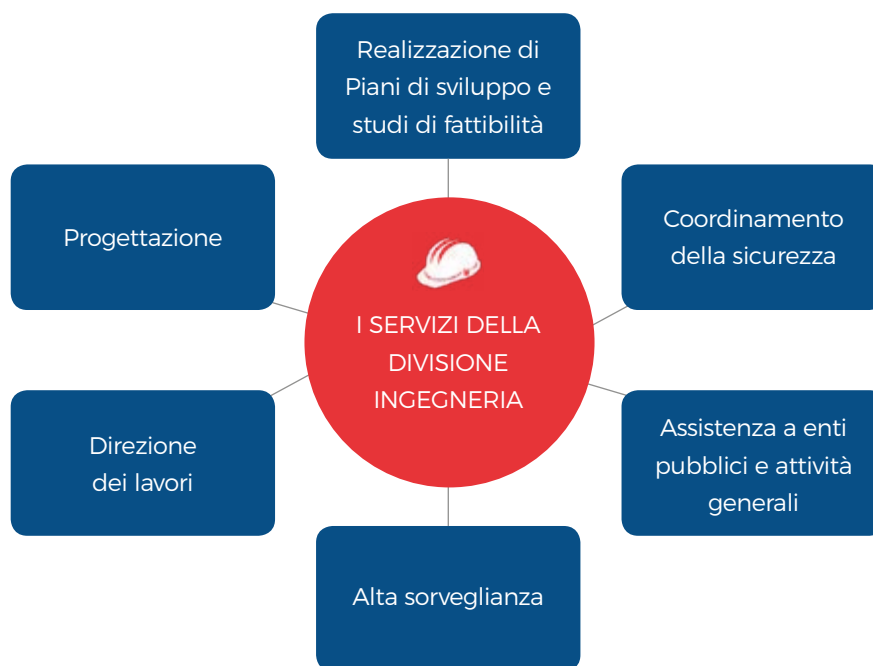 Realizzazione di
Piani di sviluppo e
studi di fattibilità
Progettazione
Coordinamento
della sicurezza
I SERVIZI DELLA
DIVISIONE
INGEGNERIA
Direzione
dei lavori
Assistenza a enti
pubblici e attività
generali
Alta sorveglianza